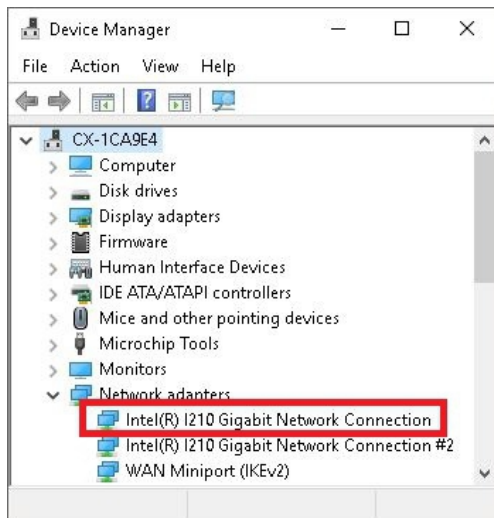 Device Manager
File Action View Help
CX-1CA9E4
Computer
Disk drives
Display adapters
Firmware
Human Interface Devices
IDE ATA/ATAPI controllers
Mice and other pointing devices
Microchip Tools
Monitors
Network adapters
Intel(R) I210 Gigabit Network Connection
Intel(R) I210 Gigabit Network Connection #2
WAN Miniport (IKEv2)